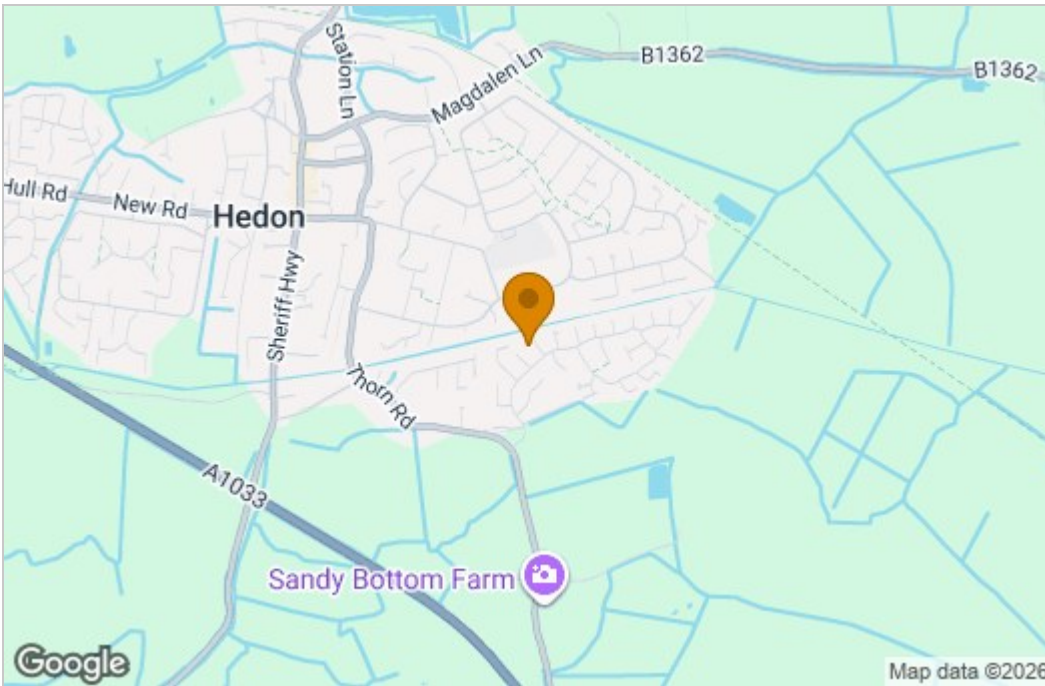 Station Ln
Magdalen Ln
B1362
B1362
Hull Rd
New Rd
Hedon
Sheriff Hwy
Thorn Rd
A1033
Sandy Bottom Farm
Google
Map data ©2026